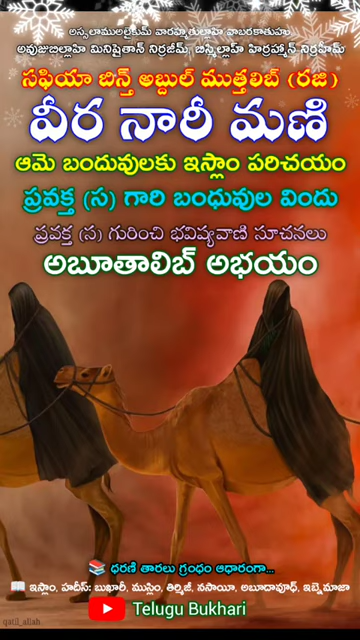 అస్సలాముఅలైకుమ్ వారహ్మతుల్లాహి వాబరకాతుహు
అవుజుబిల్లాహి మినిషైతాన్ నిర్రజీమ్, బిస్మిల్లాహ్ హిర్రహ్మాన్ నిర్రహీమ్
సఫియా బిన్తె అబ్దుల్ ముత్తలిబ్ (రజి)
వీర నారీ మణి
ఆమె బందువులకు ఇస్లాం పరిచయం
ప్రవక్త (స) గారి బంధువుల విందు
ప్రవక్త (స) గురించి భవిష్యవాణి సూచనలు
అబూతాలిబ్ అభయం
📚 ధరణి తారలు గ్రంథం ఆధారంగా...
📖 ఇస్లాం, హదీస్: బుఖారీ, ముస్లిం, తిర్మిజీ, నసాయీ, అబూదావూద్, ఇబ్నెమాజా
Telugu Bukhari
qatil_allah